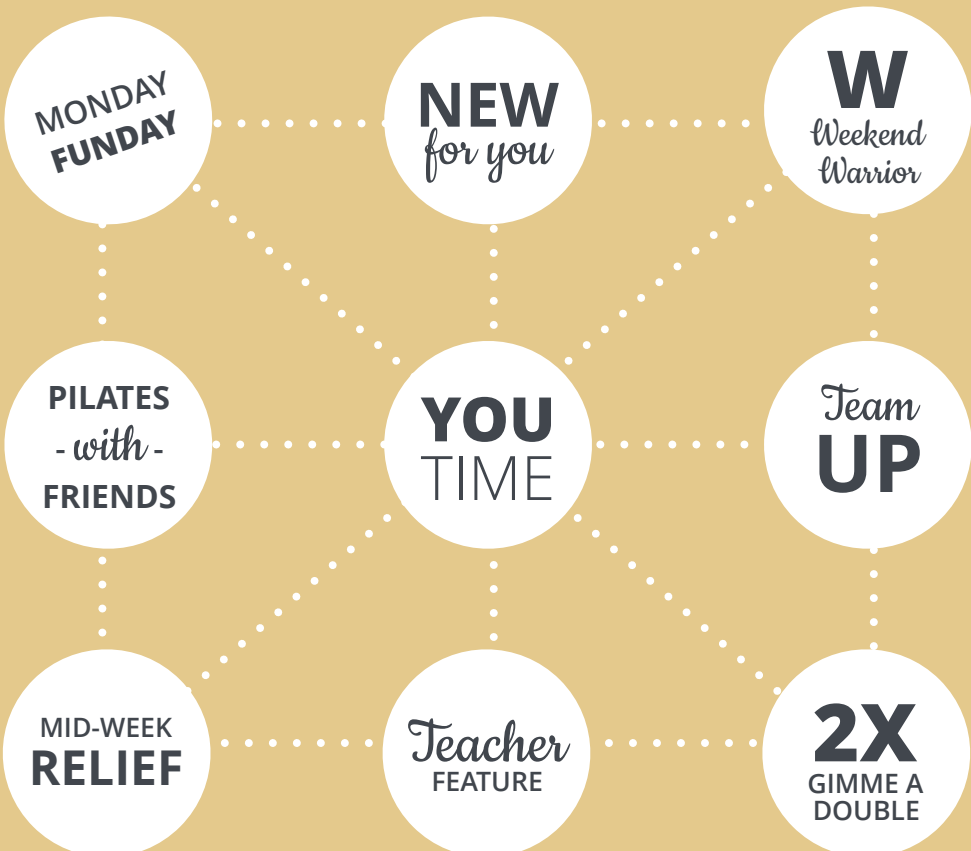 MONDAY
FUNDAY
NEW
for you
W
Weekend
Warrior
PILATES
- with -
FRIENDS
YOU
TIME
Team
UP
MID-WEEK
RELIEF
Teacher
FEATURE
2X
GIMME A
DOUBLE